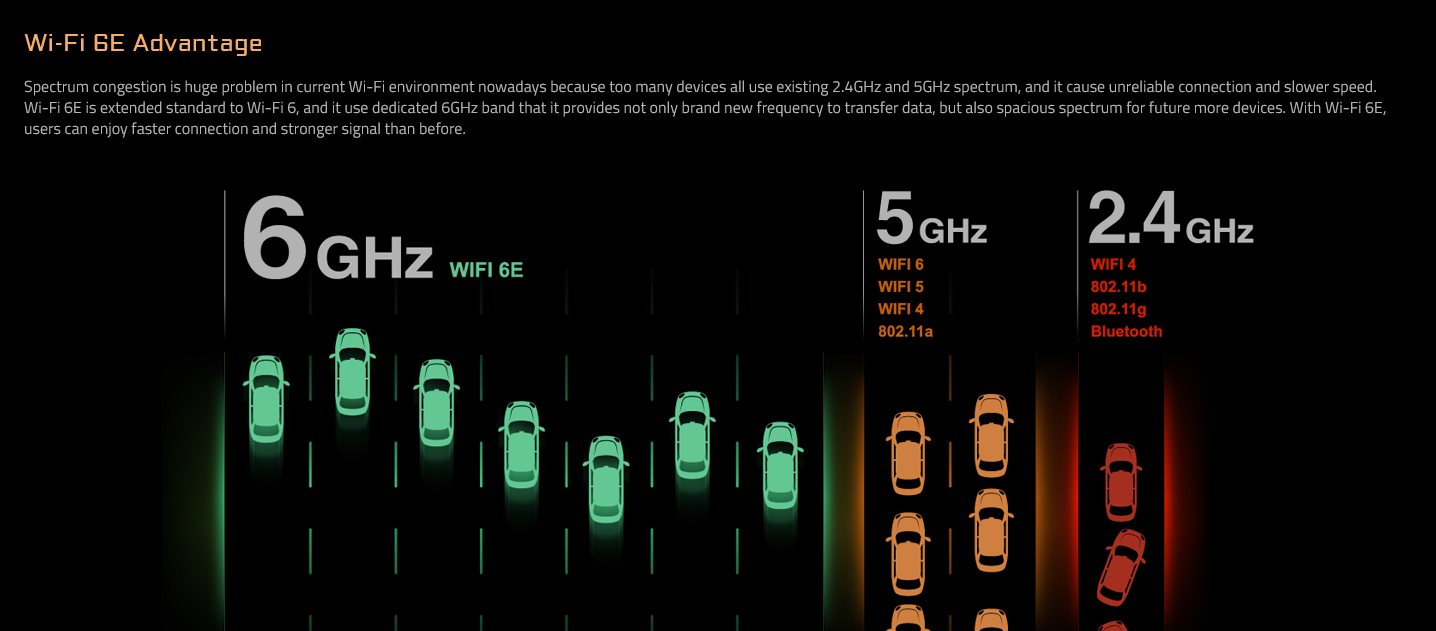 Wi-Fi 6E Advantage
Spectrum congestion is huge problem in current Wi-Fi environment nowadays because too many devices all use existing 2.4GHz and 5GHz spectrum, and it cause unreliable connection and slower speed.
Wi-Fi 6E is extended standard to Wi-Fi 6, and it use dedicated 6GHz band that it provides not only brand new frequency to transfer data, but also spacious spectrum for future more devices. With Wi-Fi 6E,
users can enjoy faster connection and stronger signal than before.
6 GHz WIFI 6E
5 GHz
WIFI 6
WIFI 5
WIFI 4
802.11a
2.4 GHz
WIFI 4
802.11b
802.11g
Bluetooth